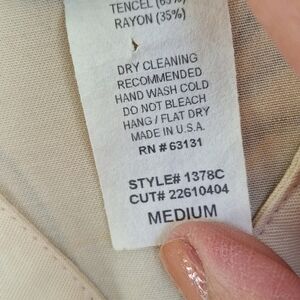 TENCEL (65%)
RAYON (35%)
DRY CLEANING
RECOMMENDED
HAND WASH COLD
DO NOT BLEACH
HANG / FLAT DRY
MADE IN U.S.A.
RN # 63131
STYLE# 1378C
CUT# 22610404
MEDIUM